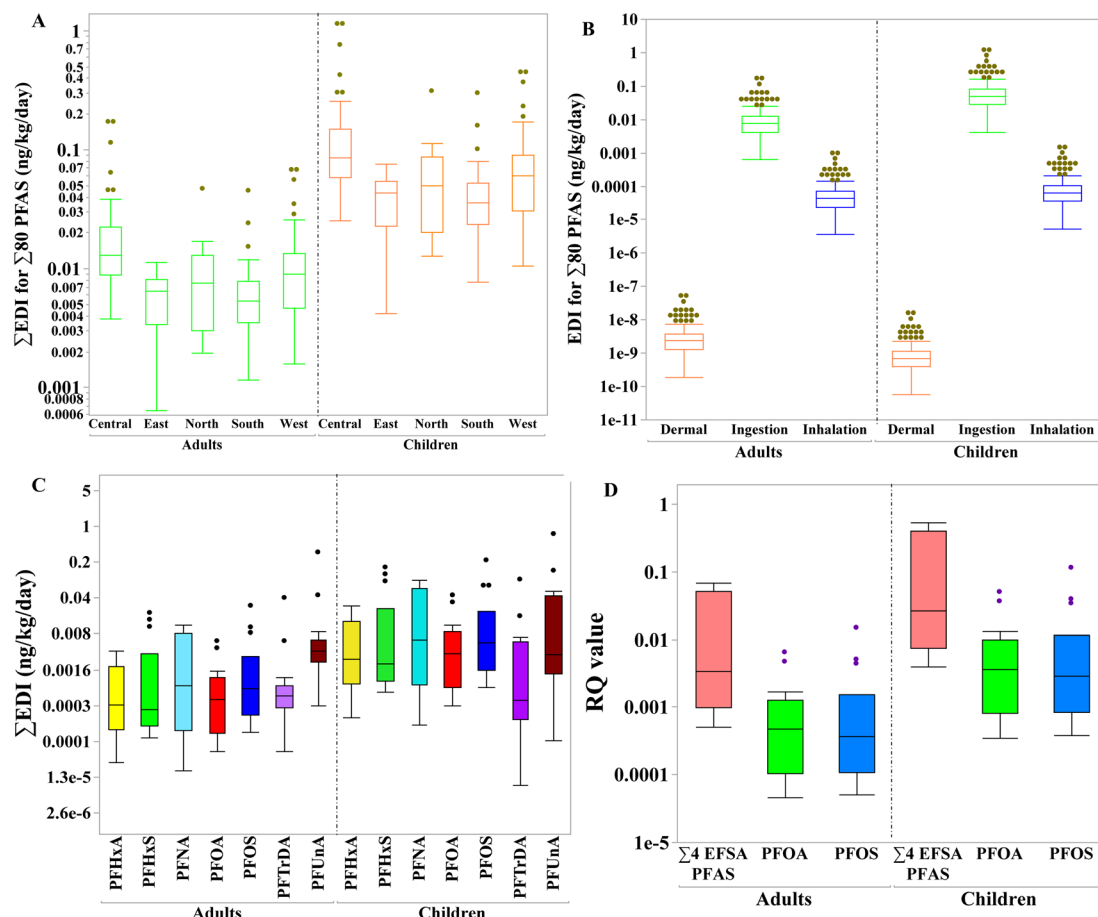 A
∑EDI for ∑80 PFAS (ng/kg/day)
1
0.7
0.5
0.4
0.3
0.2
0.1
0.07
0.05
0.04
0.03
0.02
0.01
0.007
0.005
0.003
0.002
0.001
0.0008
0.0006
Central East North South West Central East North South West
Adults Children
B
EDI for ∑80 PFAS (ng/kg/day)
10
1
0.1
0.01
0.001
0.0001
1e-5
1e-6
1e-7
1e-8
1e-9
1e-10
1e-11
Dermal Ingestion Inhalation Dermal Ingestion Inhalation
Adults Children
C
∑EDI (ng/kg/day)
5
1
0.2
0.04
0.008
0.0016
0.0003
0.0001
1.3e-5
2.6e-6
PFHxA PFHxS PFNA PFOA PFOS PFTrDA PFUnA PFHxA PFHxS PFNA PFOA PFOS PFTrDA PFUnA
Adults Children
D
RQ value
1
0.1
0.01
0.001
0.0001
1e-5
∑4 EFSA PFOA PFOS ∑4 EFSA PFOA PFOS
PFAS PFAS
Adults Children